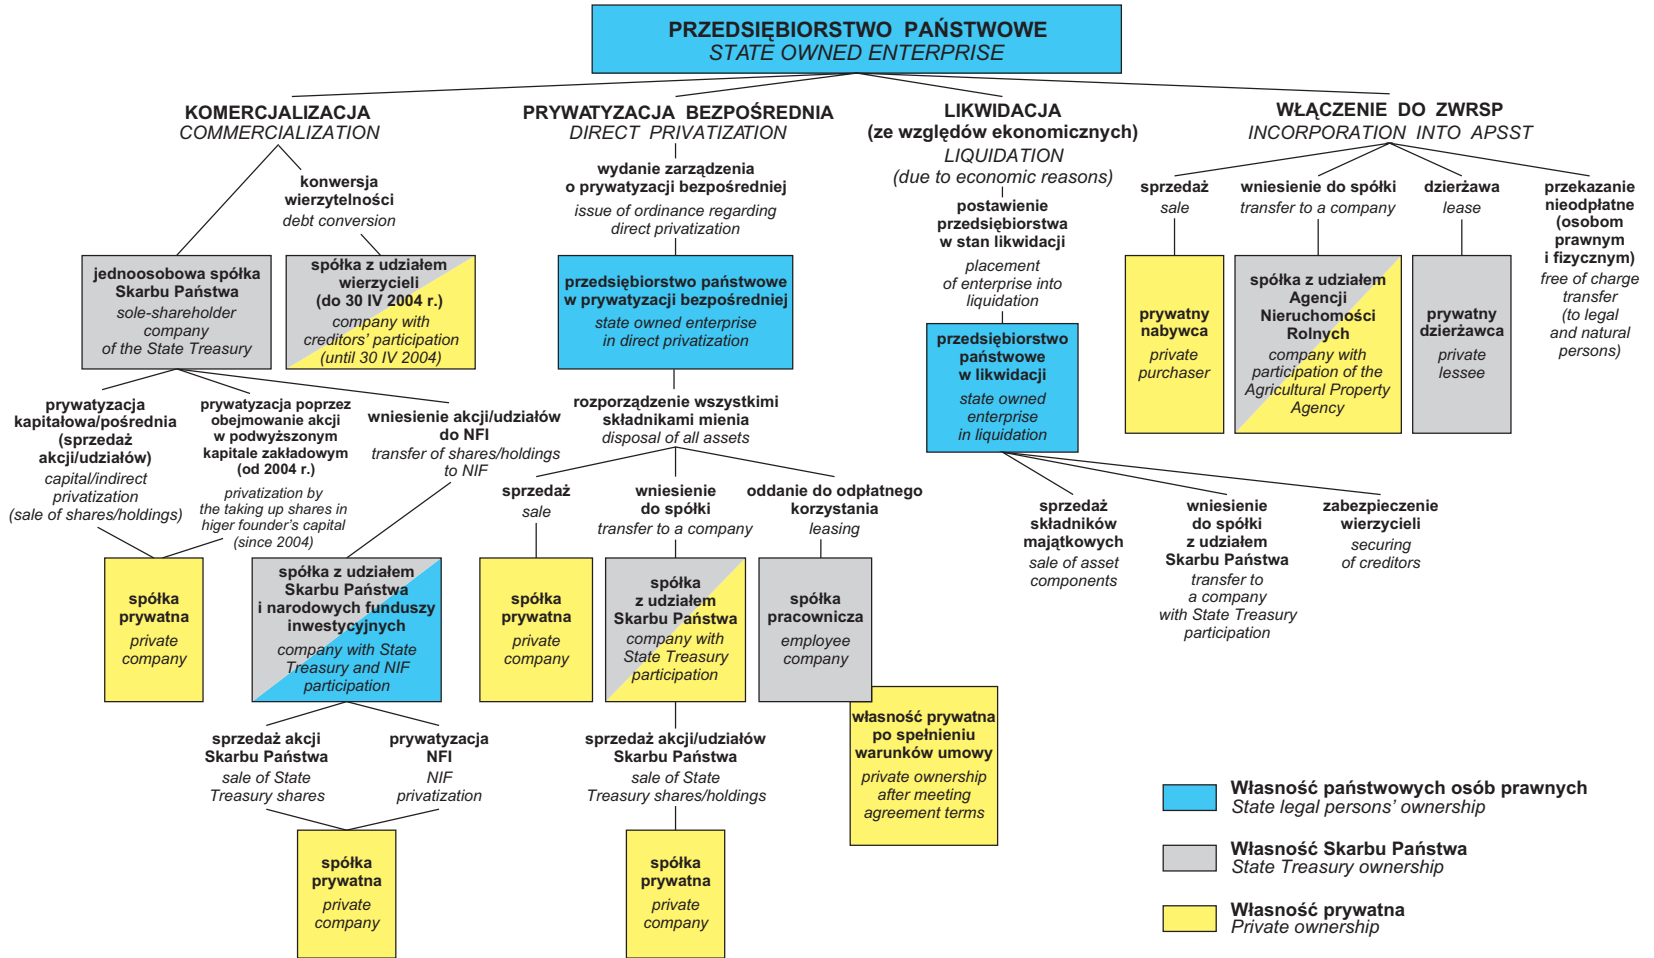 PRZEDSIĘBIORSTWO PAŃSTWOWE
STATE OWNED ENTERPRISE
KOMERCJALIZACJA
COMMERCIALIZATION
konwersja
wierzytelności
debt conversion
jednoosobowa spółka
Skarbu Państwa
sole-shareholder
company
of the State Treasury
spółka z udziałem
wierzycieli
(do 30 IV 2004 r.)
company with
creditors' participation
(until 30 IV 2004)
prywatyzacja
kapitałowa/pośrednia
(sprzedaż
akcji/udziałów)
capital/indirect
privatization
(sale of shares/holdings)
prywatyzacja poprzez
obejmowanie akcji
w podwyższonym
kapitale zakładowym
(od 2004 r.)
privatization by
the taking up shares in
higer founder's capital
(since 2004)
wniesienie akcji/udziałów
do NFI
transfer of shares/holdings
to NIF
spółka
prywatna
private
company
spółka z udziałem
Skarbu Państwa
i narodowych funduszy
inwestycyjnych
company with State
Treasury and NIF
participation
sprzedaż akcji
Skarbu Państwa
sale of State
Treasury shares
prywatyzacja
NFI
NIF
privatization
spółka
prywatna
private
company
PRYWATYZACJA BEZPOŚREDNIA
DIRECT PRIVATIZATION
wydanie zarządzenia
o prywatyzacji bezpośredniej
issue of ordinance regarding
direct privatization
przedsiębiorstwo państwowe
w prywatyzacji bezpośredniej
state owned enterprise
in direct privatization
rozporządzenie wszystkimi
składnikami mienia
disposal of all assets
sprzedaż
sale
wniesienie
do spółki
transfer to a company
oddanie do odpłatnego
korzystania
leasing
spółka
prywatna
private
company
spółka
z udziałem
Skarbu Państwa
company with
State Treasury
participation
spółka
pracownicza
employee
company
własność prywatna
po spełnieniu
warunków umowy
private ownership
after meeting
agreement terms
sprzedaż akcji/udziałów
Skarbu Państwa
sale of State
Treasury shares/holdings
spółka
prywatna
private
company
LIKWIDACJA
(ze względów ekonomicznych)
LIQUIDATION
(due to economic reasons)
postawienie
przedsiębiorstwa
w stan likwidacji
placement
of enterprise into
liquidation
przedsiębiorstwo
państwowe
w likwidacji
state owned
enterprise
in liquidation
sprzedaż
składników
majątkowych
sale of asset
components
wniesienie
do spółki
z udziałem
Skarbu Państwa
transfer to
a company
with State Treasury
participation
zabezpieczenie
wierzycieli
securing
of creditors
WŁĄCZENIE DO ZWRSP
INCORPORATION INTO APSST
sprzedaż
sale
wniesienie do spółki
transfer to a company
dzierżawa
lease
przekazanie
nieodpłatne
(osobom
prawnym
i fizycznym)
free of charge
transfer
(to legal
and natural
persons)
prywatny
nabywca
private
purchaser
spółka z udziałem
Agencji
Nieruchomości
Rolnych
company with
participation of the
Agricultural Property
Agency
prywatny
dzierżawca
private
lessee
Własność państwowych osób prawnych
State legal persons' ownership
Własność Skarbu Państwa
State Treasury ownership
Własność prywatna
Private ownership